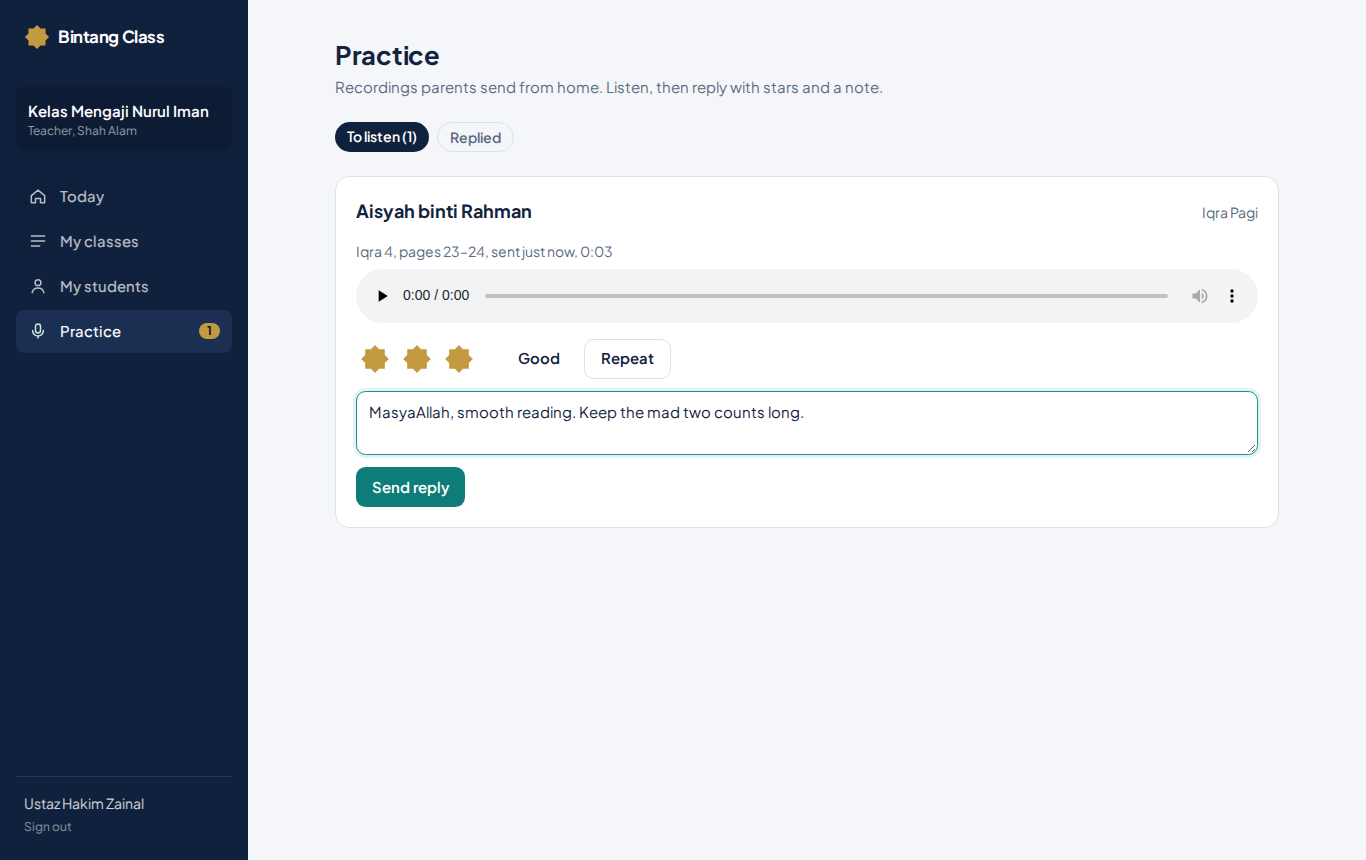 Bintang Class
Kelas Mengaji Nurul Iman
Teacher, Shah Alam
Today
My classes
My students
Practice 1
Ustaz Hakim Zainal
Sign out
Practice
Recordings parents send from home. Listen, then reply with stars and a note.
To listen (1) Replied
Aisyah binti Rahman Iqra Pagi
Iqra 4, pages 23–24, sent just now, 0:03
0:00 / 0:00
Good Repeat
MasyaAllah, smooth reading. Keep the mad two counts long.
Send reply